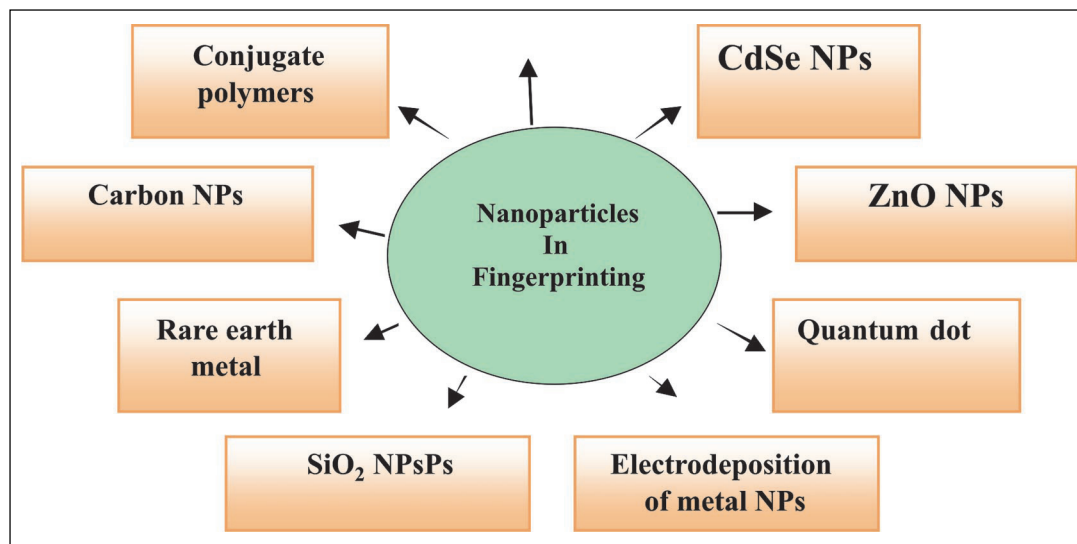 Conjugate
polymers
CdSe NPs
Carbon NPs
Nanoparticles
In
Fingerprinting
ZnO NPs
Rare earth
metal
Quantum dot
SiO₂ NPsPs
Electrodeposition
of metal NPs